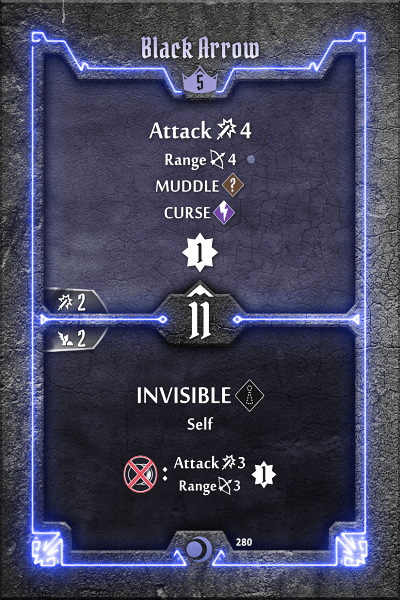 Black Arrow
5
Attack 4
Range 4
MUDDLE ?
CURSE
1
2
11
2
INVISIBLE
Self
: Attack 3
Range 3
1
280